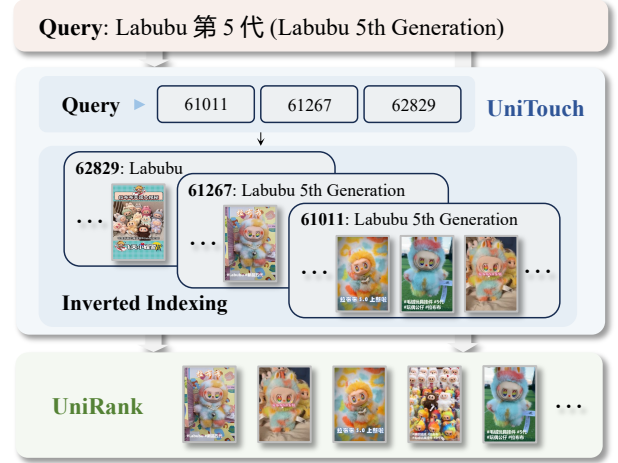 Query: Labubu 第 5 代 (Labubu 5th Generation)
Query 61011 61267 62829
UniTouch
62829: Labubu
61267: Labubu 5th Generation
61011: Labubu 5th Generation
Inverted Indexing
UniRank